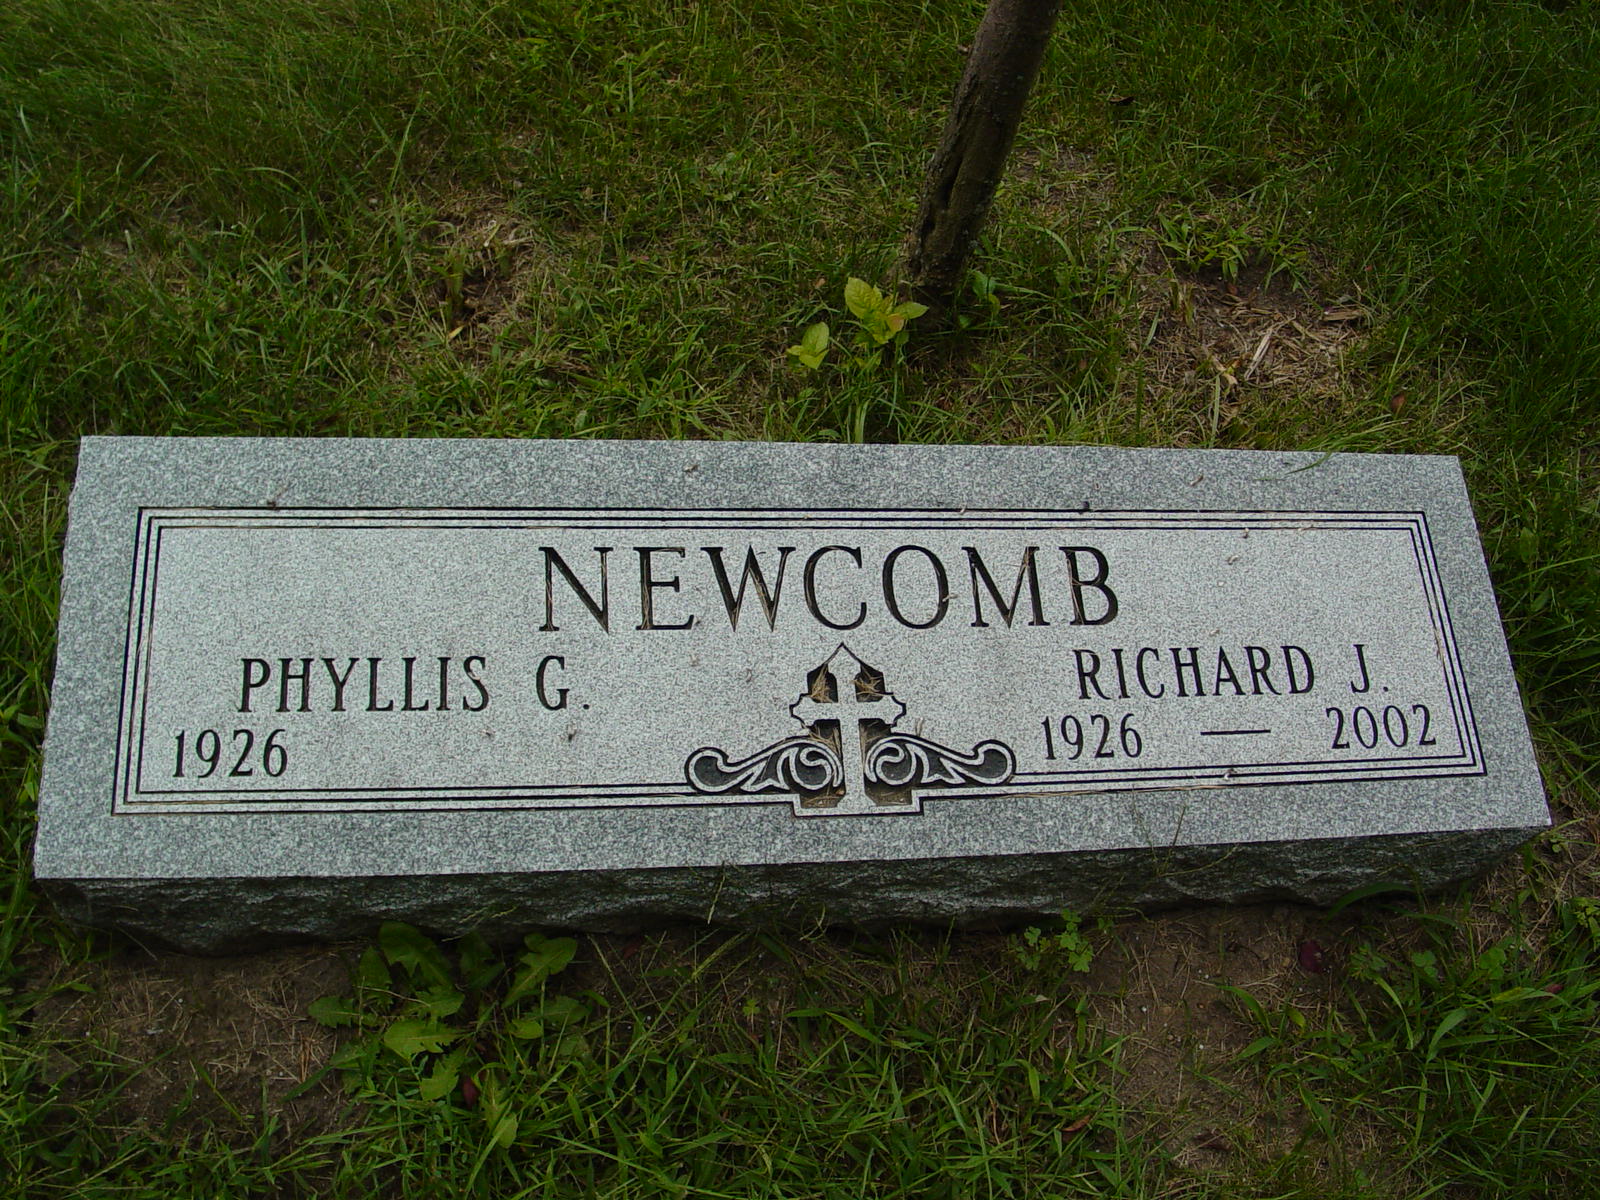 NEWCOMB
PHYLLIS G.
1926
RICHARD J.
1926 — 2002